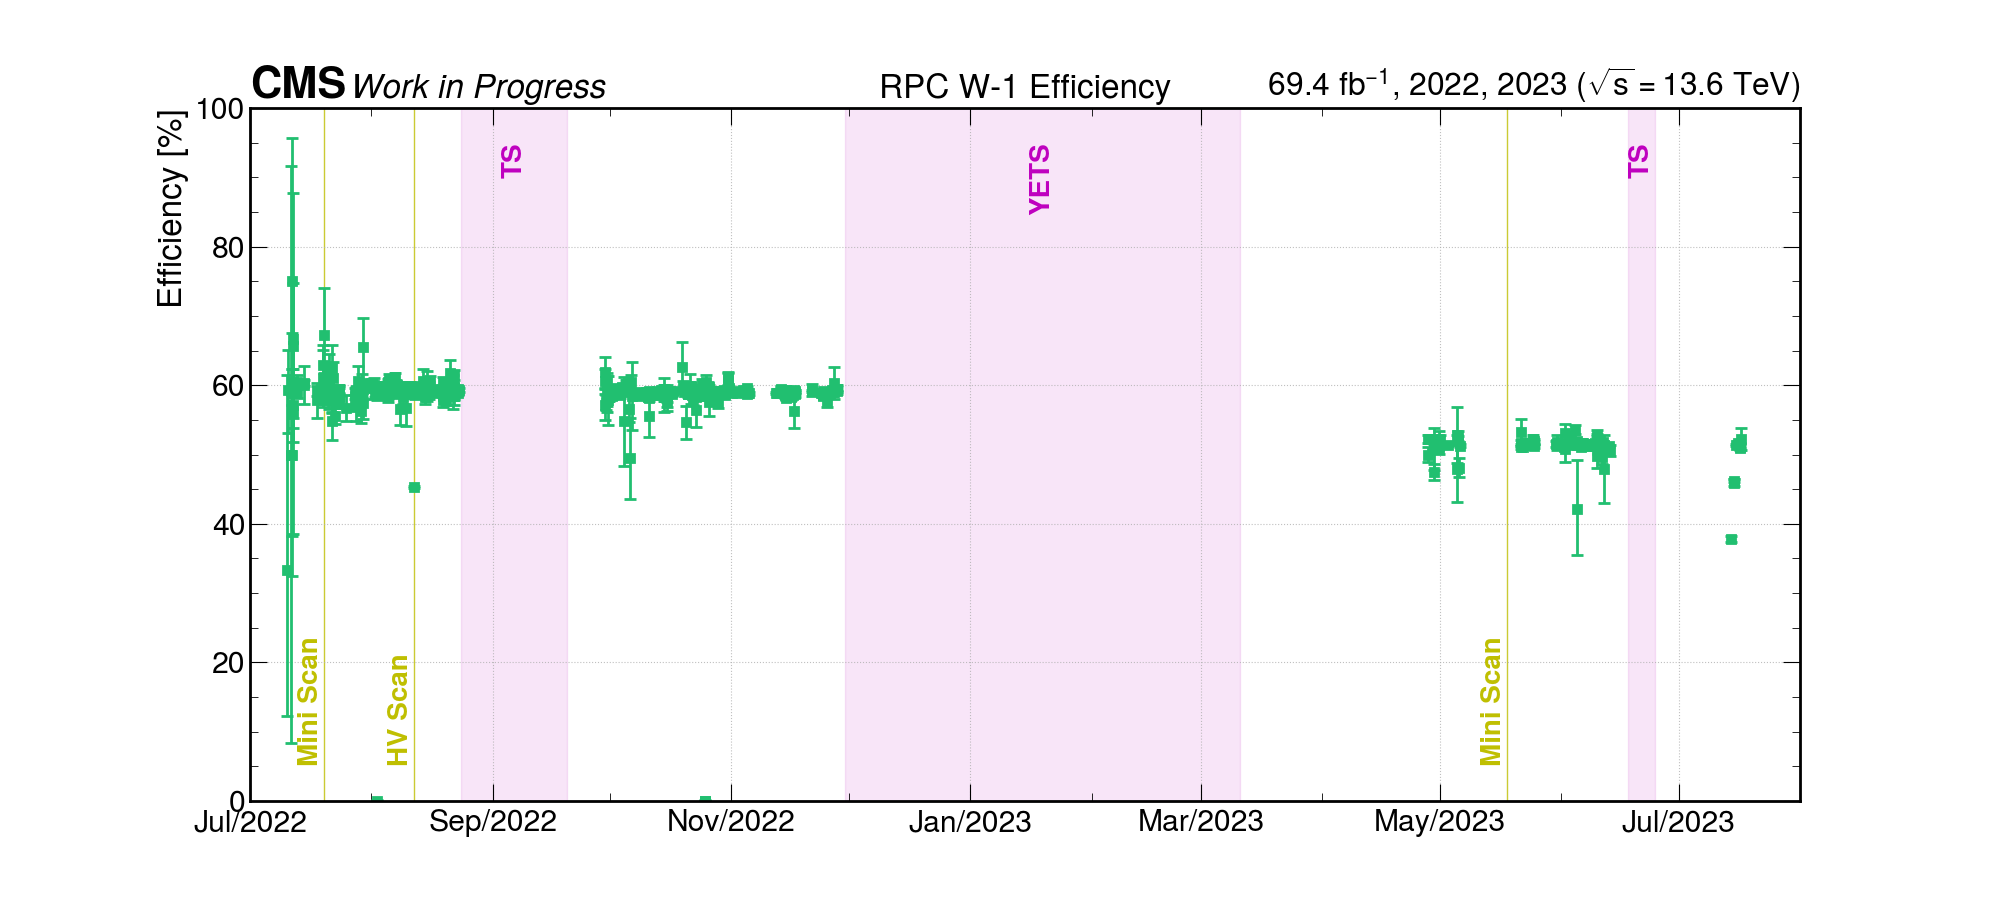 CMS Work in Progress RPC W-1 Efficiency 69.4 fb⁻¹, 2022, 2023 (√s = 13.6 TeV)
Efficiency [%]
100
80
60
40
20
0
TS
YETS
TS
Mini Scan
HV Scan
Mini Scan
Jul/2022 Sep/2022 Nov/2022 Jan/2023 Mar/2023 May/2023 Jul/2023